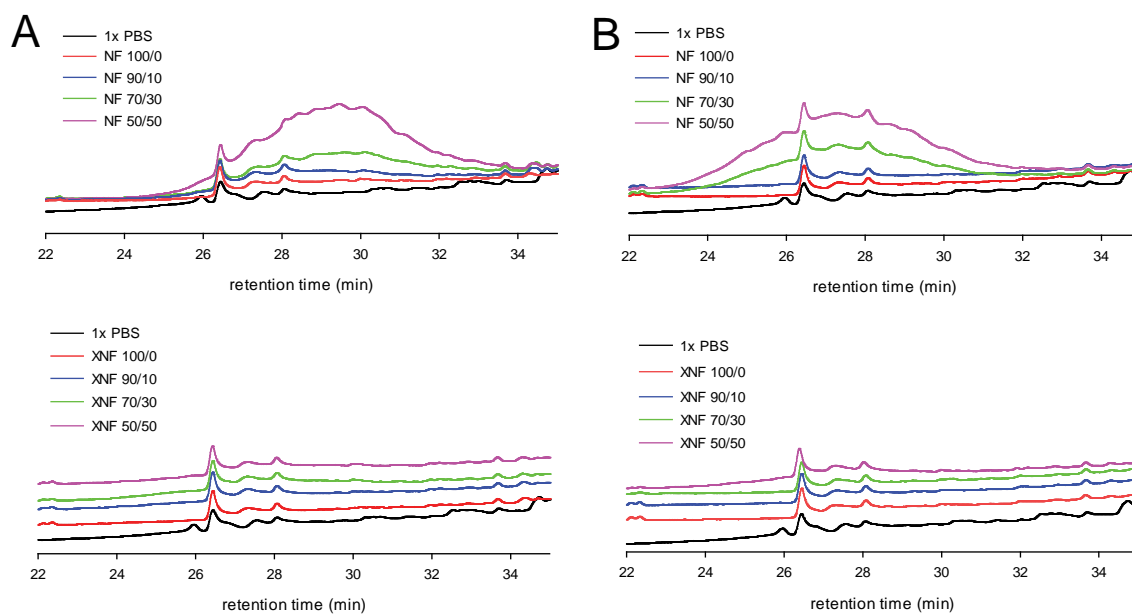 A
1x PBS
NF 100/0
NF 90/10
NF 70/30
NF 50/50
22 24 26 28 30 32 34
retention time (min)
B
1x PBS
NF 100/0
NF 90/10
NF 70/30
NF 50/50
22 24 26 28 30 32 34
retention time (min)
1x PBS
XNF 100/0
XNF 90/10
XNF 70/30
XNF 50/50
22 24 26 28 30 32 34
retention time (min)
1x PBS
XNF 100/0
XNF 90/10
XNF 70/30
XNF 50/50
22 24 26 28 30 32 34
retention time (min)